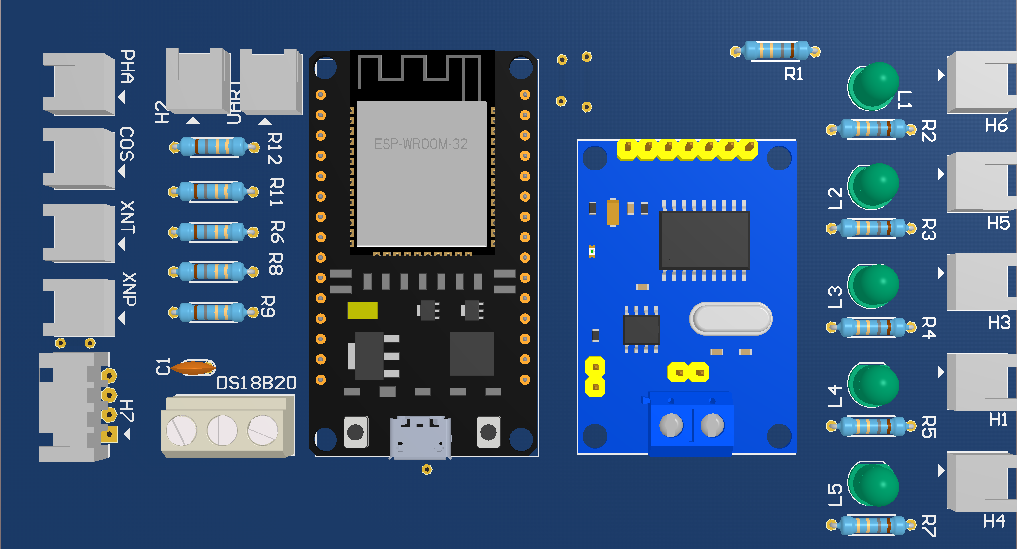 PHA
H2
UART
R1
L1
H6
COS
R12
ESP-WROOM-32
R2
R11
L2
H5
XNT
R6
R3
R8
XNP
R9
L3
H3
R4
C1
DS18B20
H7
L4
H1
R5
L5
H4
R7